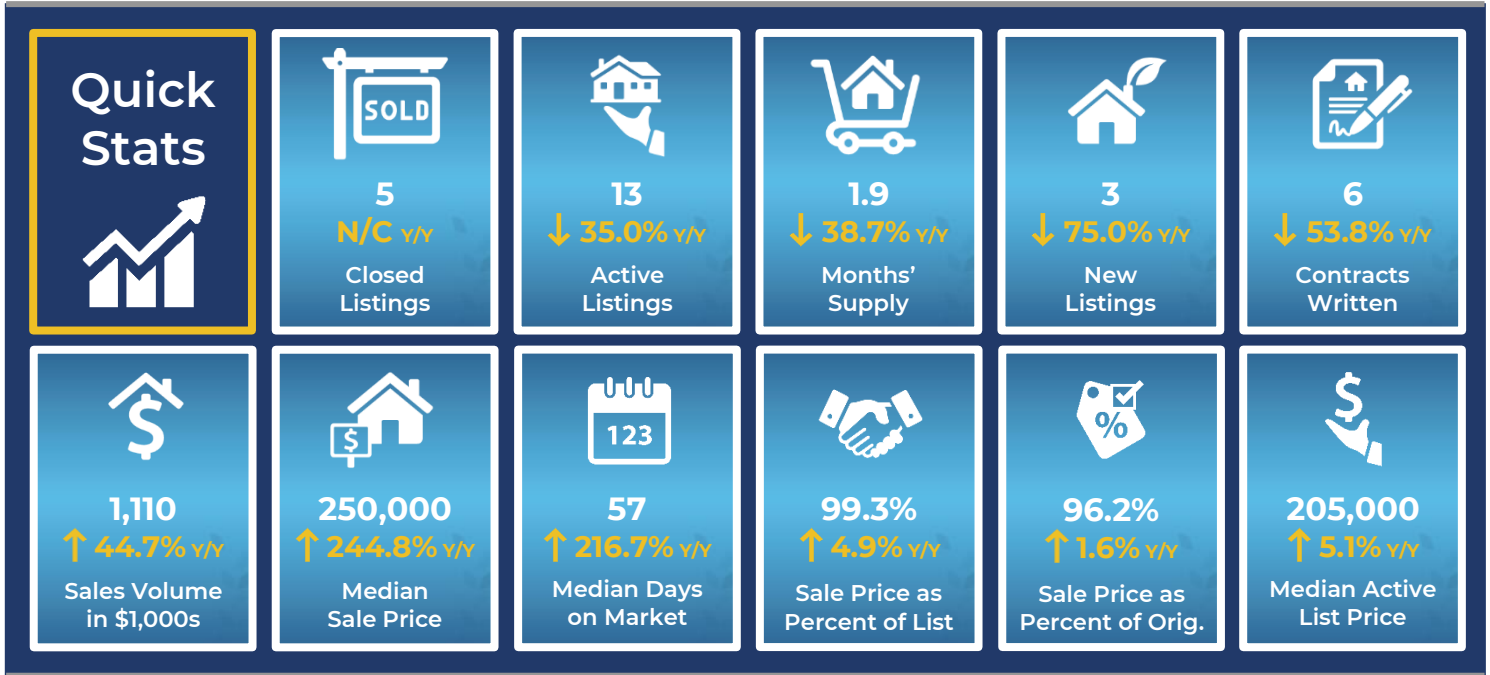 Quick
Stats
SOLD
5
N/C Y/Y
Closed
Listings
13
↓ 35.0% Y/Y
Active
Listings
1.9
↓ 38.7% Y/Y
Months’
Supply
3
↓ 75.0% Y/Y
New
Listings
6
↓ 53.8% Y/Y
Contracts
Written
$
1,110
↑ 44.7% Y/Y
Sales Volume
in $1,000s
$
250,000
↑ 244.8% Y/Y
Median
Sale Price
123
57
↑ 216.7% Y/Y
Median Days
on Market
99.3%
↑ 4.9% Y/Y
Sale Price as
Percent of List
%
96.2%
↑ 1.6% Y/Y
Sale Price as
Percent of Orig.
$
205,000
↑ 5.1% Y/Y
Median Active
List Price